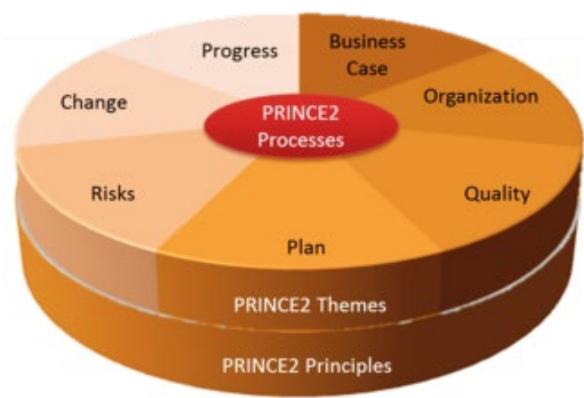 Progress
Business
Case
Change
Organization
PRINCE2
Processes
Risks
Quality
Plan
PRINCE2 Themes
PRINCE2 Principles